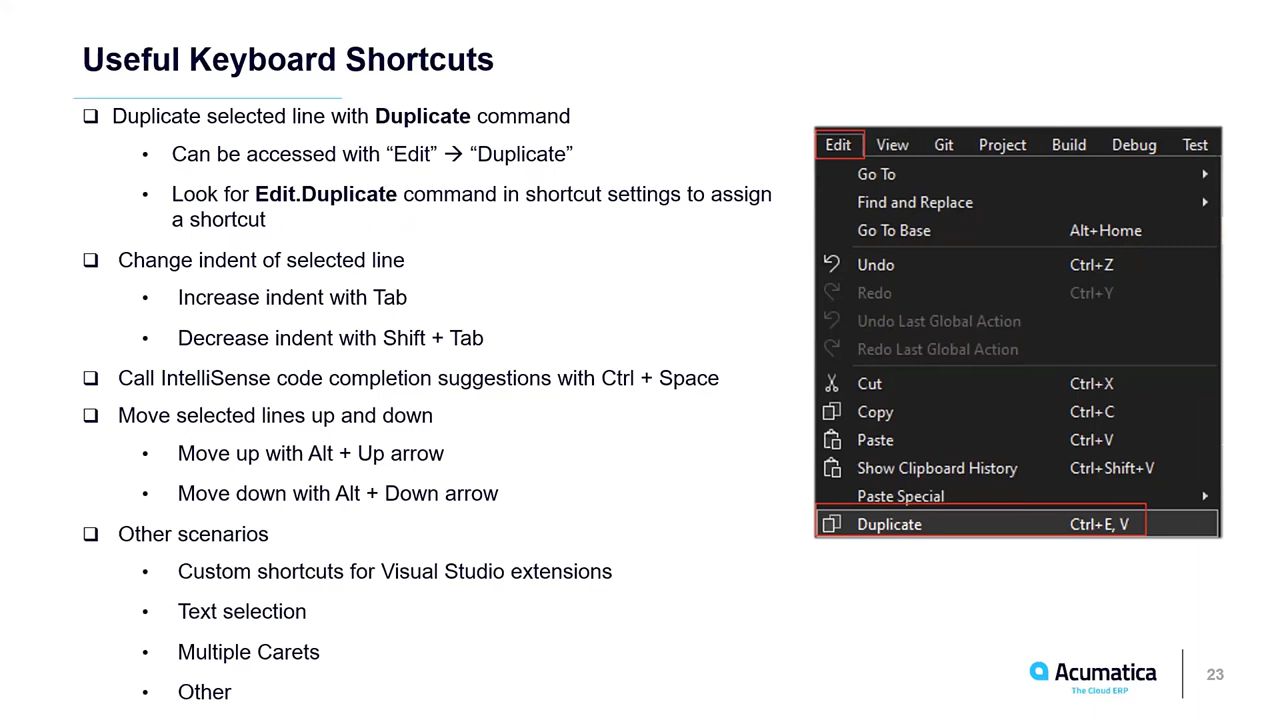 Useful Keyboard Shortcuts
Duplicate selected line with Duplicate command
Can be accessed with “Edit” → “Duplicate”
Look for Edit.Duplicate command in shortcut settings to assign
a shortcut
Change indent of selected line
Increase indent with Tab
Decrease indent with Shift + Tab
Call IntelliSense code completion suggestions with Ctrl + Space
Move selected lines up and down
Move up with Alt + Up arrow
Move down with Alt + Down arrow
Other scenarios
Custom shortcuts for Visual Studio extensions
Text selection
Multiple Carets
Other
Edit View Git Project Build Debug Test
Go To
Find and Replace
Go To Base Alt+Home
Undo Ctrl+Z
Redo Ctrl+Y
Undo Last Global Action
Redo Last Global Action
Cut Ctrl+X
Copy Ctrl+C
Paste Ctrl+V
Show Clipboard History Ctrl+Shift+V
Paste Special
Duplicate Ctrl+E, V
Acumatica
The Cloud ERP
23